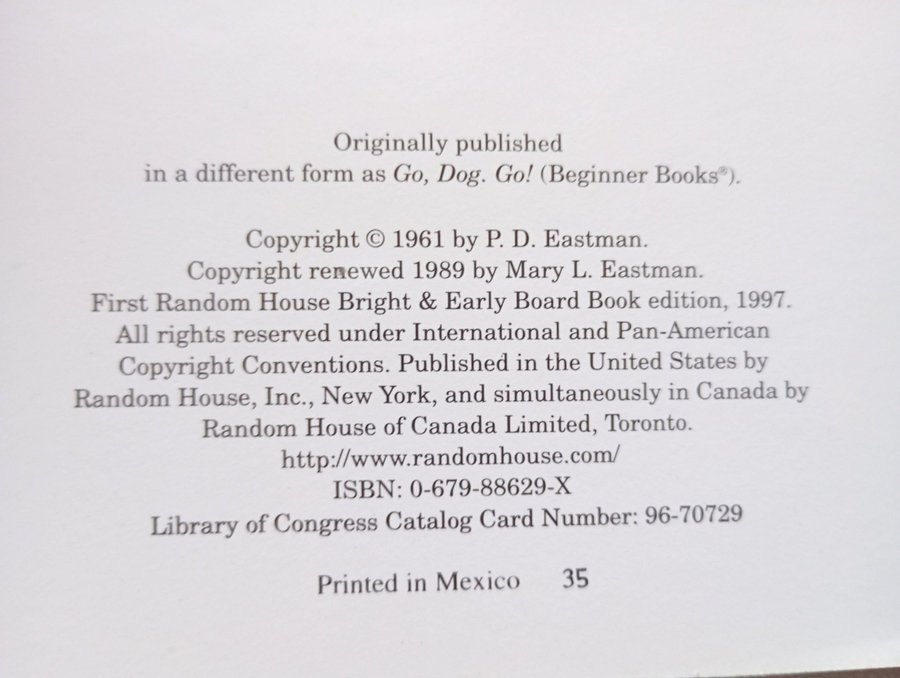 Originally published
in a different form as Go, Dog. Go! (Beginner Books®).
Copyright © 1961 by P. D. Eastman.
Copyright renewed 1989 by Mary L. Eastman.
First Random House Bright & Early Board Book edition, 1997.
All rights reserved under International and Pan-American
Copyright Conventions. Published in the United States by
Random House, Inc., New York, and simultaneously in Canada by
Random House of Canada Limited, Toronto.
http://www.randomhouse.com/
ISBN: 0-679-88629-X
Library of Congress Catalog Card Number: 96-70729
Printed in Mexico 35